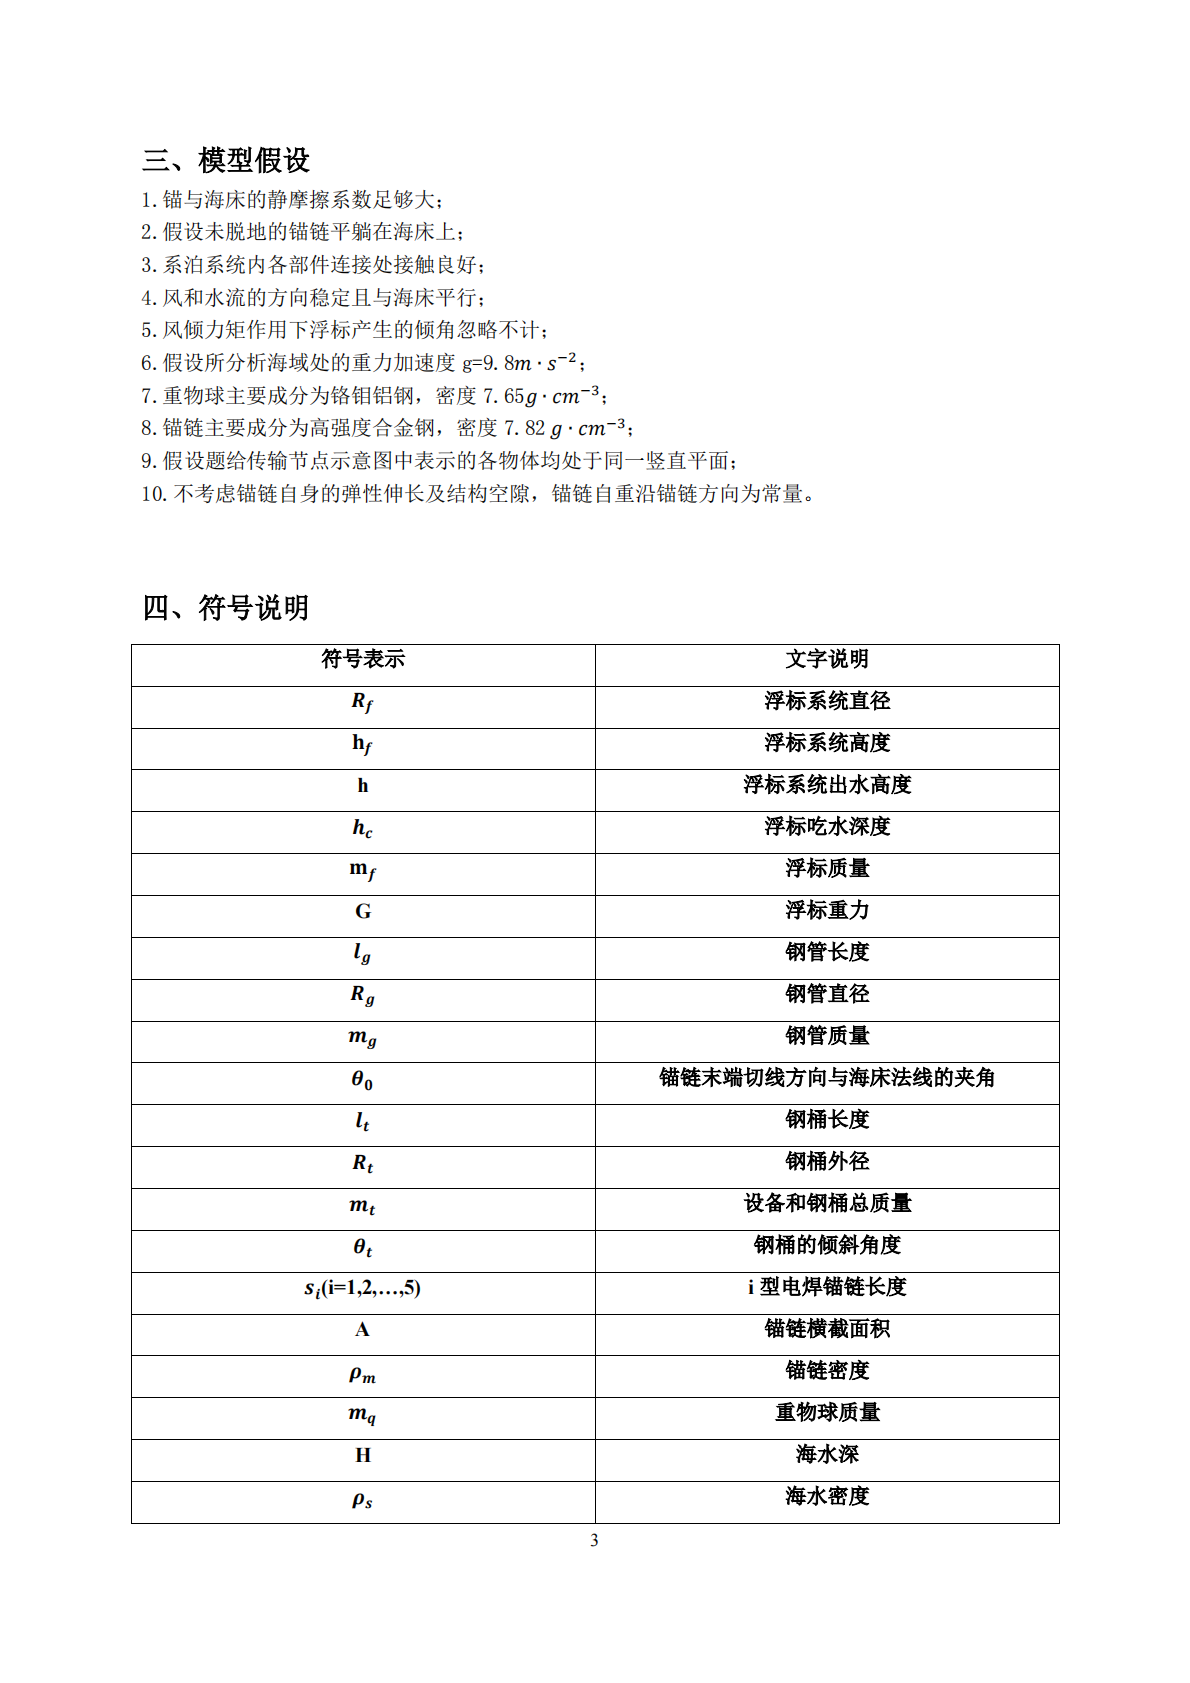 三、模型假设
1.锚与海床的静摩擦系数足够大；
2.假设未脱地的锚链平躺在海床上；
3.系泊系统内各部件连接处接触良好；
4.风和水流的方向稳定且与海床平行；
5.风倾力矩作用下浮标产生的倾角忽略不计；
6.假设所分析海域处的重力加速度 g=9.8m·s⁻²；
7.重物球主要成分为铬钼铝钢，密度 7.65g·cm⁻³；
8.锚链主要成分为高强度合金钢，密度 7.82 g·cm⁻³；
9.假设题给传输节点示意图中表示的各物体均处于同一竖直平面；
10.不考虑锚链自身的弹性伸长及结构空隙，锚链自重沿锚链方向为常量。
四、符号说明
符号表示 文字说明
R_f 浮标系统直径
h_f 浮标系统高度
h 浮标系统出水高度
h_c 浮标吃水深度
m_f 浮标质量
G 浮标重力
l_g 钢管长度
R_g 钢管直径
m_g 钢管质量
θ_0 锚链末端切线方向与海床法线的夹角
l_t 钢桶长度
R_t 钢桶外径
m_t 设备和钢桶总质量
θ_t 钢桶的倾斜角度
s_i(i=1,2,…,5) i 型电焊锚链长度
A 锚链横截面积
ρ_m 锚链密度
m_q 重物球质量
H 海水深
ρ_s 海水密度
3